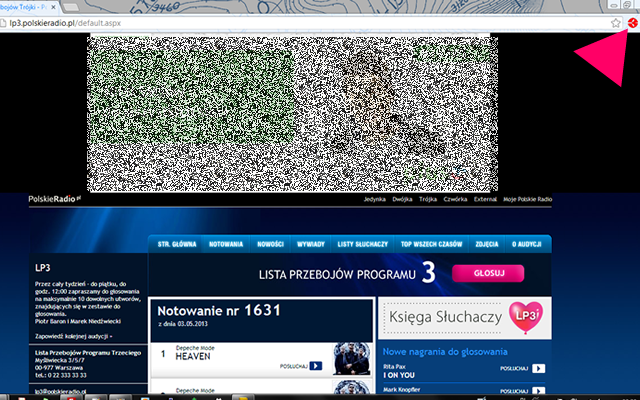 bojów Trójki - Po
lp3.polskieradio.pl/default.aspx
PolskieRadio.pl
Jedynka Dwójka Trójka Czwórka External Moje Polskie Radio
STR. GŁÓWNA NOTOWANIA NOWOŚCI WYWIADY LISTY SŁUCHACZY TOP WSZECH CZASÓW ZDJĘCIA O AUDYCJI
LP3
Przez cały tydzień - do piątku, do
godz. 12:00 zapraszamy do głosowania
na maksymalnie 10 dowolnych utworów,
znajdujących się w zestawie do
głosowania.
Piotr Baron i Marek Niedźwiecki
Zapowiedź kolejnej audycji »
Lista Przebojów Programu Trzeciego
Myśliwiecka 3/5/7
00-977 Warszawa
tel.: 0 22 333 33 33
lp3@polskieradio.pl
LISTA PRZEBOJÓW PROGRAMU 3
GŁOSUJ
Notowanie nr 1631
z dnia 03.05.2013
1 Depeche Mode
HEAVEN
POSŁUCHAJ
Depeche Mode
Księga Słuchaczy
LP3
Nowe nagrania do głosowania
Rita Pax
I ON YOU
POSŁUCHAJ
Mark Knopfler
POSŁUCHAJ